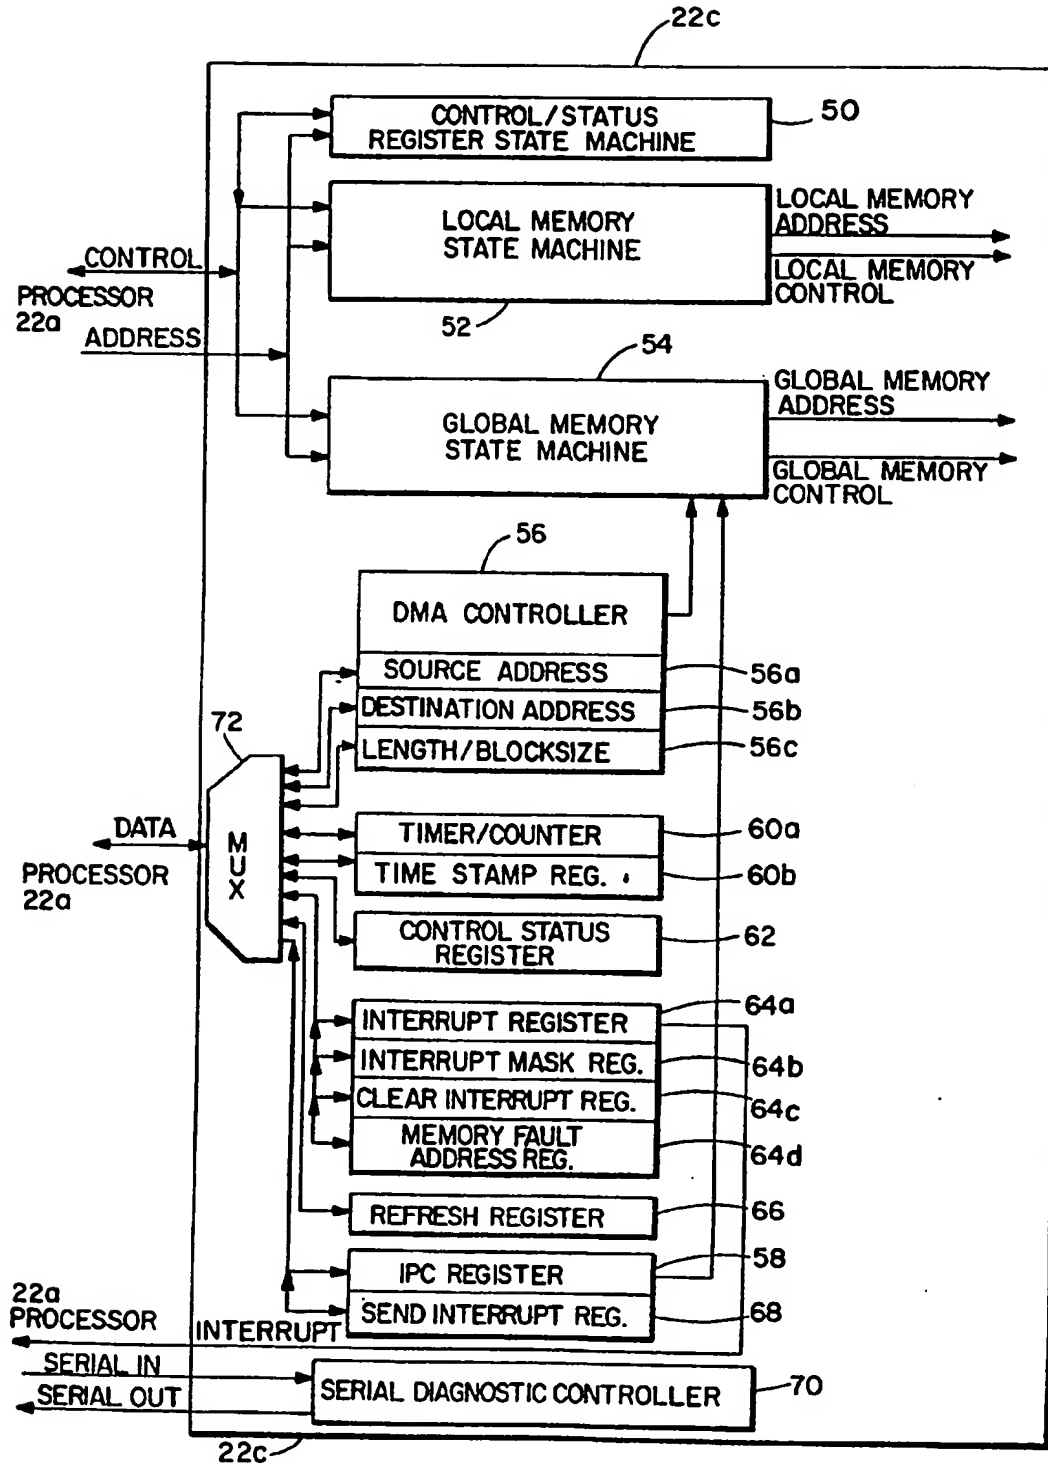 22c
CONTROL/STATUS
REGISTER STATE MACHINE
50
LOCAL MEMORY
STATE MACHINE
52
LOCAL MEMORY
ADDRESS
LOCAL MEMORY
CONTROL
CONTROL
PROCESSOR
22a
ADDRESS
54
GLOBAL MEMORY
STATE MACHINE
GLOBAL MEMORY
ADDRESS
GLOBAL MEMORY
CONTROL
56
DMA CONTROLLER
SOURCE ADDRESS
56a
DESTINATION ADDRESS
56b
LENGTH/BLOCKSIZE
56c
72
MUX
DATA
PROCESSOR
22a
TIMER/COUNTER
60a
TIME STAMP REG.
60b
CONTROL STATUS
REGISTER
62
INTERRUPT REGISTER
64a
INTERRUPT MASK REG.
64b
CLEAR INTERRUPT REG.
64c
MEMORY FAULT
ADDRESS REG.
64d
REFRESH REGISTER
66
IPC REGISTER
58
SEND INTERRUPT REG.
68
22a
PROCESSOR
INTERRUPT
SERIAL IN
SERIAL OUT
SERIAL DIAGNOSTIC CONTROLLER
70
22c